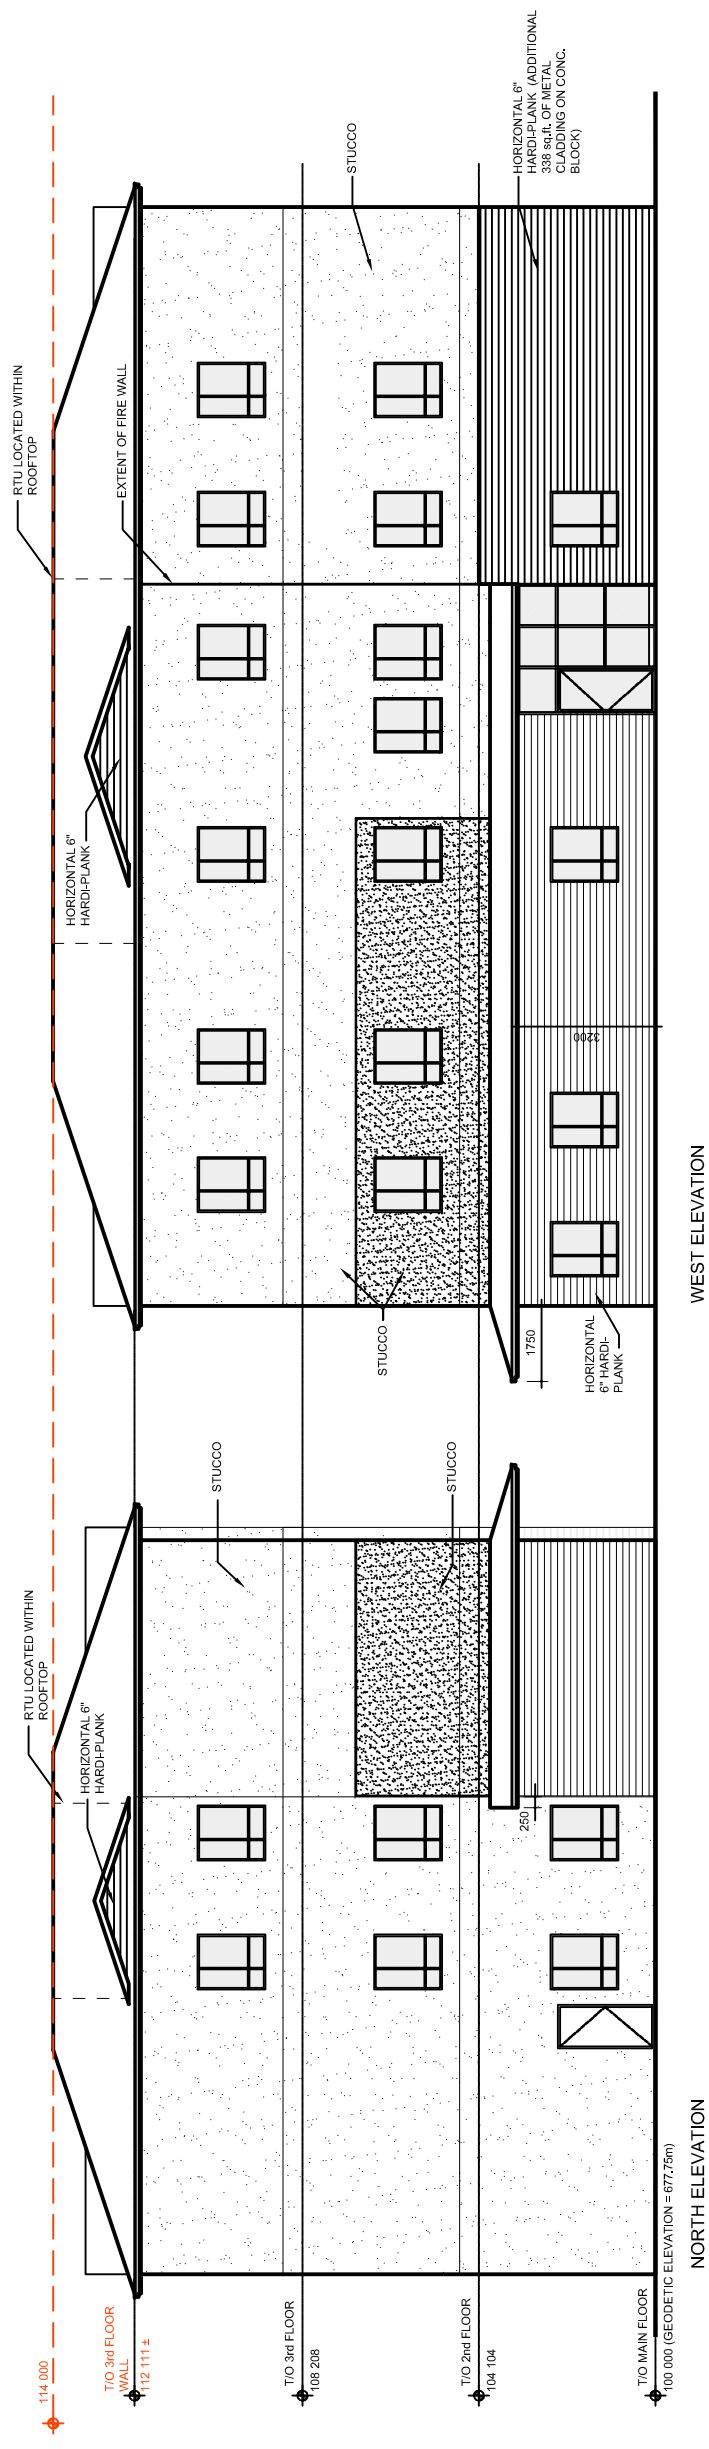 114 000
T/O 3rd FLOOR
WALL
112 111 ±
T/O 3rd FLOOR
108 208
T/O 2nd FLOOR
104 104
T/O MAIN FLOOR
100 000 (GEODETIC ELEVATION = 677.75m)
RTU LOCATED WITHIN
ROOFTOP
HORIZONTAL 6"
HARDI-PLANK
STUCCO
STUCCO
250
NORTH ELEVATION
RTU LOCATED WITHIN
ROOFTOP
HORIZONTAL 6"
HARDI-PLANK
EXTENT OF FIRE WALL
STUCCO
STUCCO
HORIZONTAL 6"
HARDI-PLANK (ADDITIONAL
338 sq.ft. OF METAL
CLADDING ON CONC.
BLOCK)
1750
3200
HORIZONTAL
6" HARDI-
PLANK
WEST ELEVATION